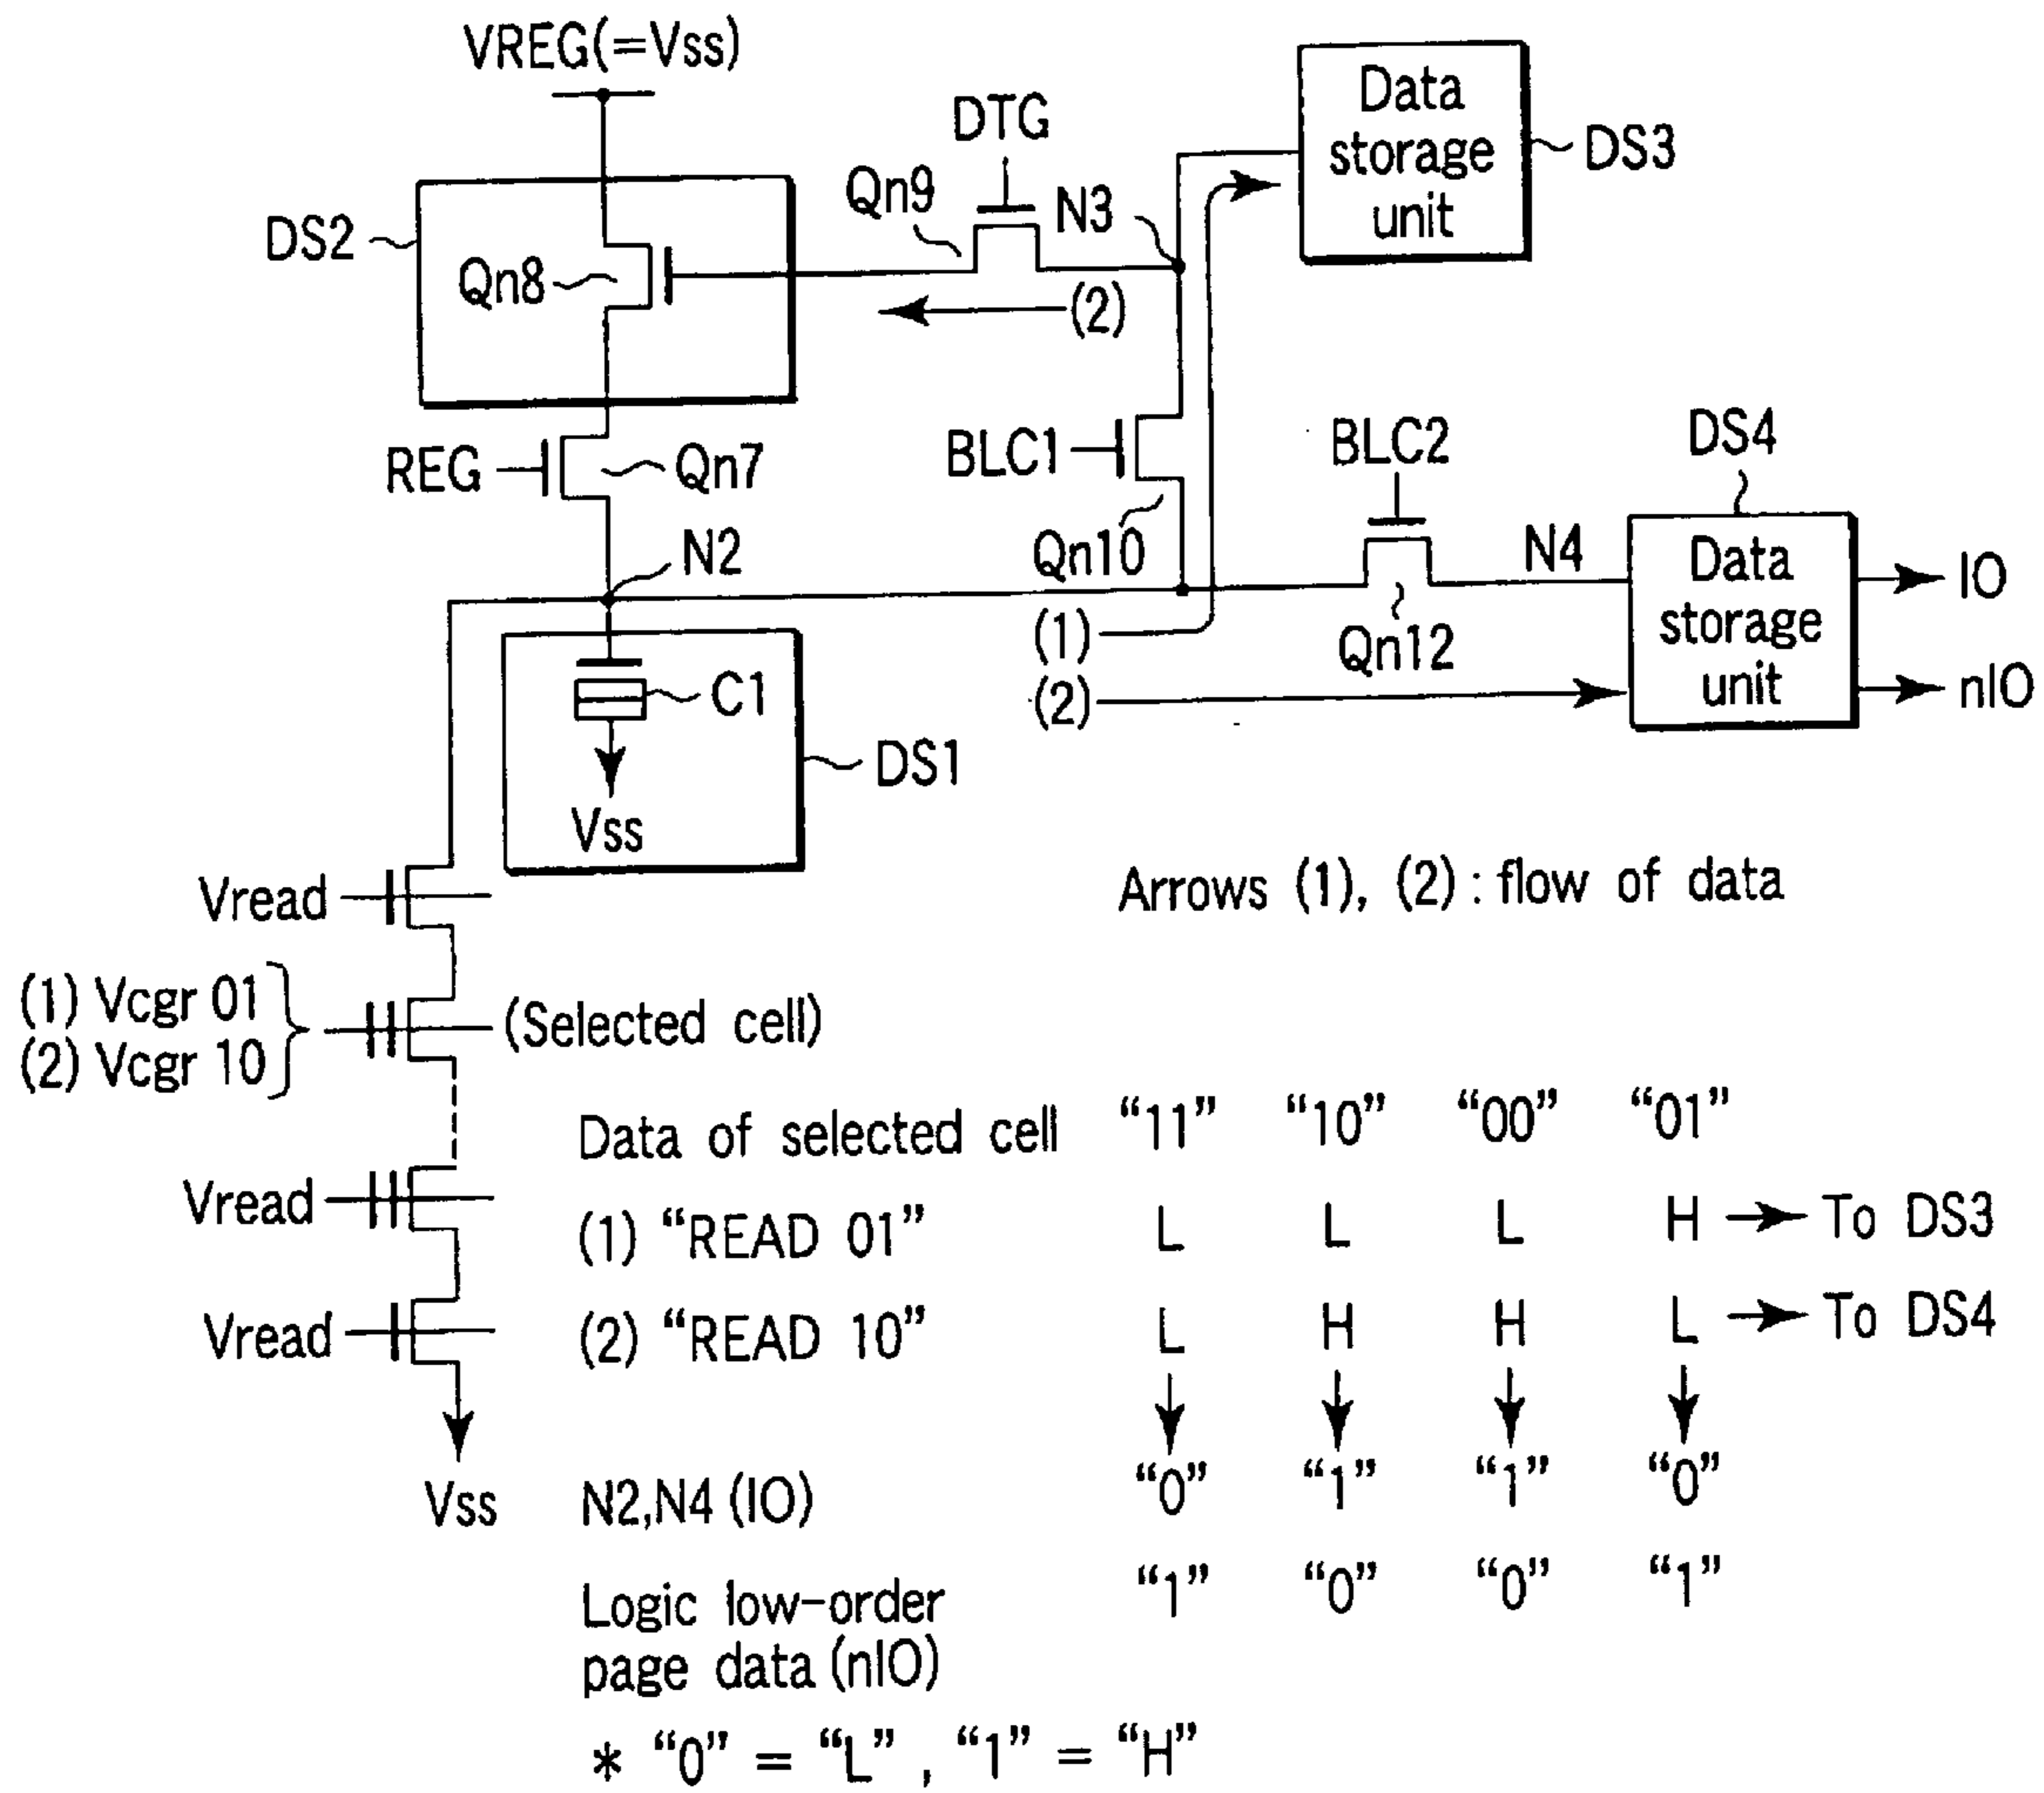 VREG(=Vss)
DTG
Data
storage
unit
DS3
Qn9
N3
DS2
Qn8
(2)
REG
Qn7
BLC1
BLC2
DS4
Qn10
N2
N4
Data
storage
unit
IO
nIO
(1)
Qn12
(2)
C1
DS1
Vss
Vread
Arrows (1), (2) : flow of data
(1) Vcgr 01
(2) Vcgr 10
(Selected cell)
Data of selected cell “11” “10” “00” “01”
Vread
(1) “READ 01” L L L H → To DS3
Vread
(2) “READ 10” L H H L → To DS4
Vss
N2,N4 (IO) “0” “1” “1” “0”
Logic low-order “1” “0” “0” “1”
page data (nIO)
* “0” = “L” , “1” = “H”